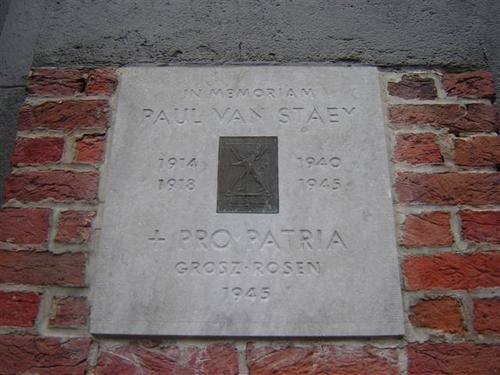 IN MEMORIAM
PAUL VAN STAEY
1914 1940
1918 1945
+ PRO PATRIA
GROSZ-ROSEN
1945